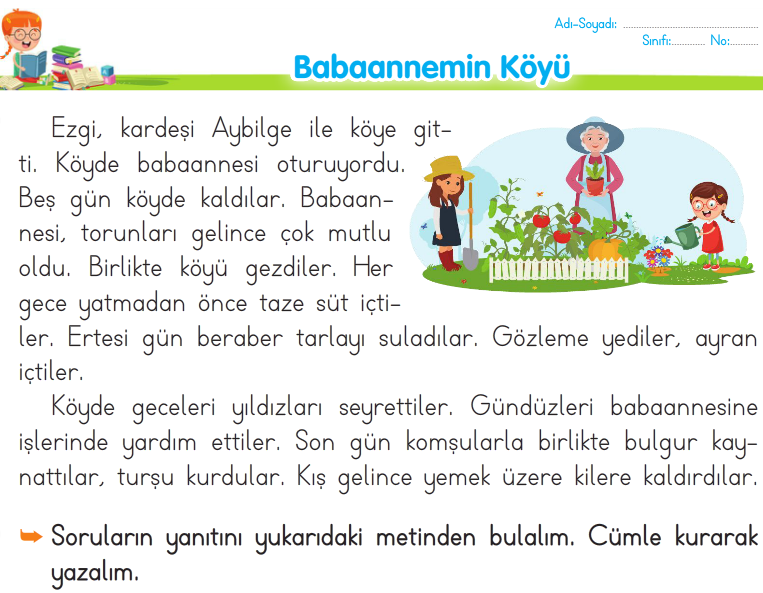 Adı-Soyadı: ........................................
Sınıfı:............ No:.........
Babaannemin Köyü
Ezgi, kardeşi Aybilge ile köye git-
ti. Köyde babaannesi oturuyordu.
Beş gün köyde kaldılar. Babaan-
nesi, torunları gelince çok mutlu
oldu. Birlikte köyü gezdiler. Her
gece yatmadan önce taze süt içti-
ler. Ertesi gün beraber tarlayı suladılar. Gözleme yediler, ayran
içtiler.
Köyde geceleri yıldızları seyrettiler. Gündüzleri babaannesine
işlerinde yardım ettiler. Son gün komşularla birlikte bulgur kay-
nattılar, turşu kurdular. Kış gelince yemek üzere kilere kaldırdılar.
Soruların yanıtını yukarıdaki metinden bulalım. Cümle kurarak
yazalım.